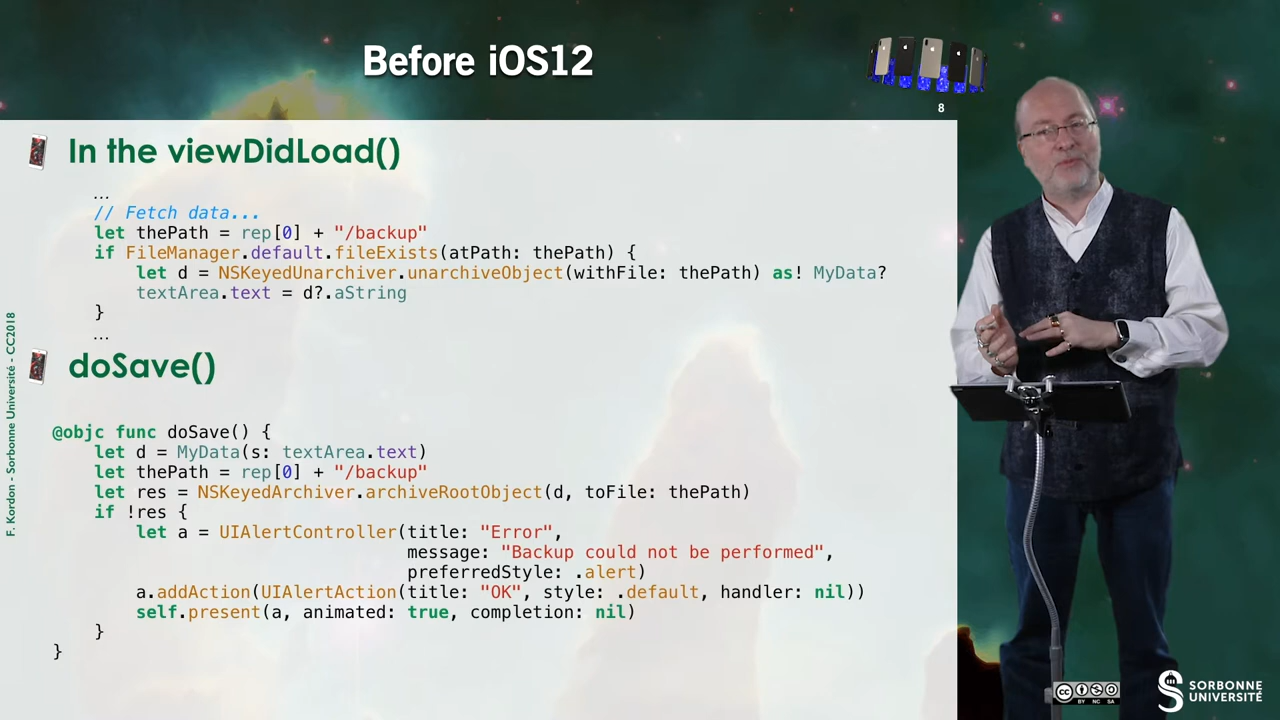 Before iOS12
8
In the viewDidLoad()
...
// Fetch data...
let thePath = rep[0] + "/backup"
if FileManager.default.fileExists(atPath: thePath) {
let d = NSKeyedUnarchiver.unarchiveObject(withFile: thePath) as! MyData?
textArea.text = d?.aString
}
...
doSave()
@objc func doSave() {
let d = MyData(s: textArea.text)
let thePath = rep[0] + "/backup"
let res = NSKeyedArchiver.archiveRootObject(d, toFile: thePath)
if !res {
let a = UIAlertController(title: "Error",
message: "Backup could not be performed",
preferredStyle: .alert)
a.addAction(UIAlertAction(title: "OK", style: .default, handler: nil))
self.present(a, animated: true, completion: nil)
}
}
F. Kordon - Sorbonne Université - CC2018
cc
BY NC SA
SORBONNE
UNIVERSITÉ